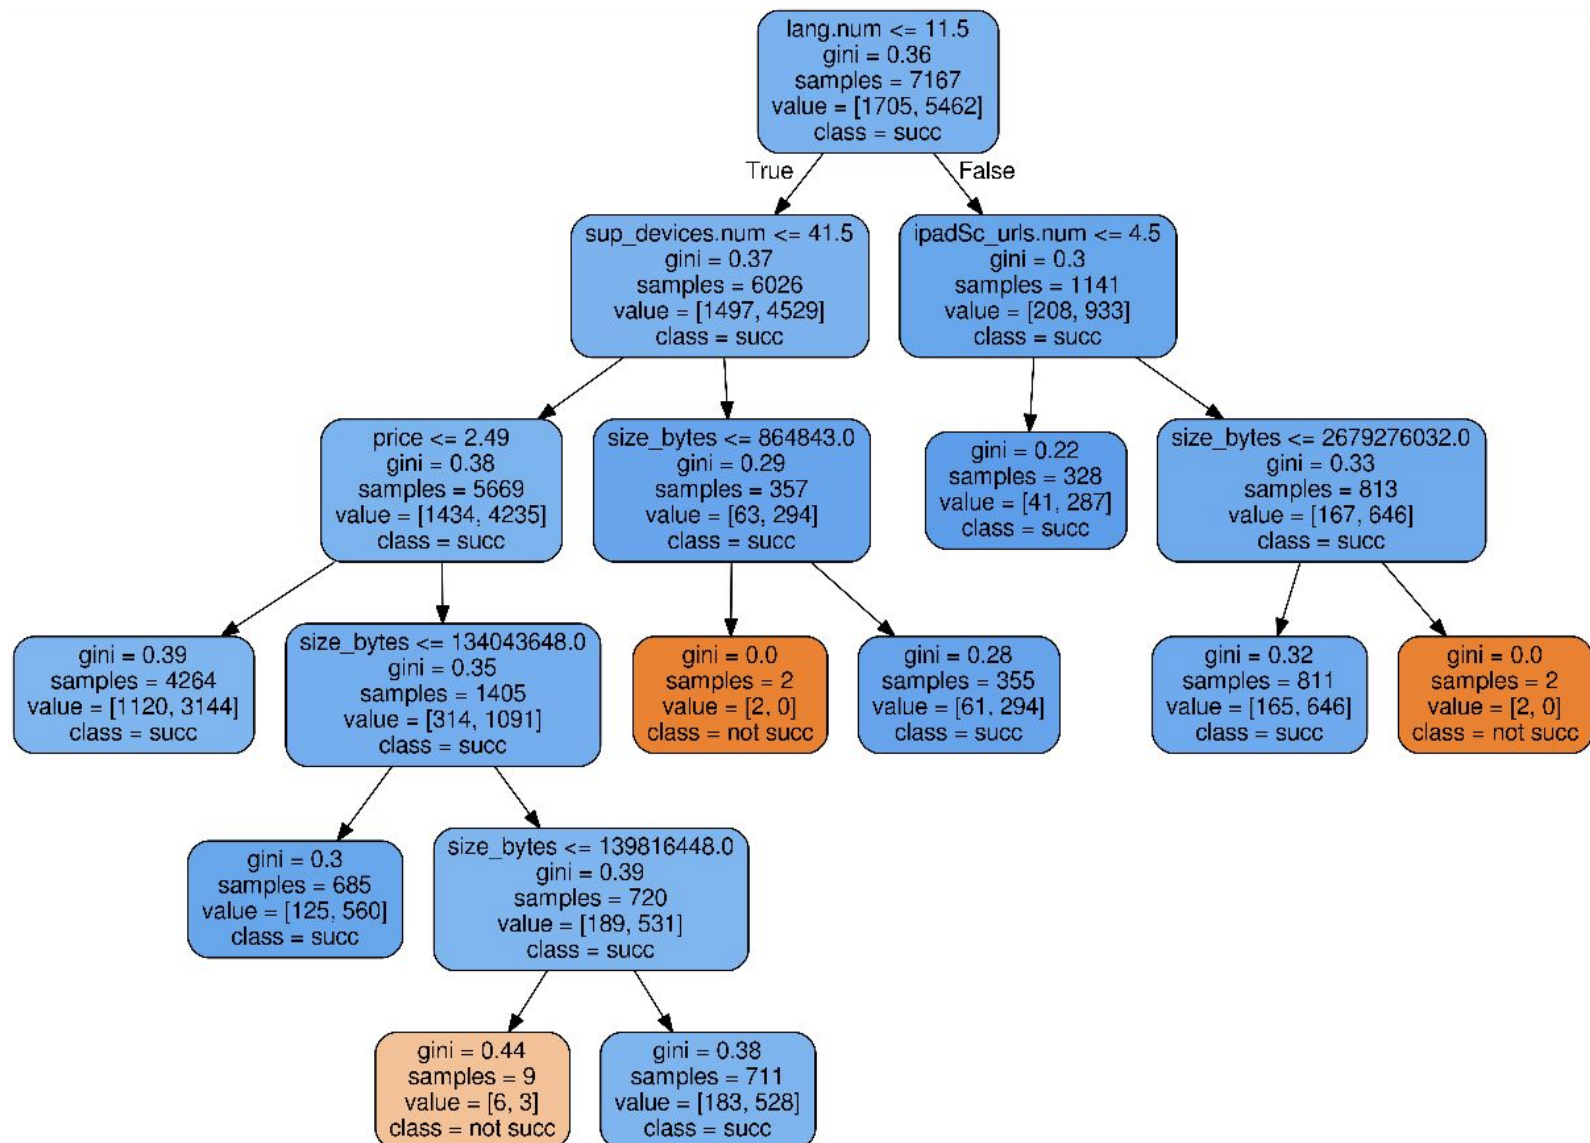 lang.num <= 11.5
gini = 0.36
samples = 7167
value = [1705, 5462]
class = succ
True
False
sup_devices.num <= 41.5
gini = 0.37
samples = 6026
value = [1497, 4529]
class = succ
ipadSc_urls.num <= 4.5
gini = 0.3
samples = 1141
value = [208, 933]
class = succ
price <= 2.49
gini = 0.38
samples = 5669
value = [1434, 4235]
class = succ
size_bytes <= 864843.0
gini = 0.29
samples = 357
value = [63, 294]
class = succ
gini = 0.22
samples = 328
value = [41, 287]
class = succ
size_bytes <= 2679276032.0
gini = 0.33
samples = 813
value = [167, 646]
class = succ
gini = 0.39
samples = 4264
value = [1120, 3144]
class = succ
size_bytes <= 134043648.0
gini = 0.35
samples = 1405
value = [314, 1091]
class = succ
gini = 0.0
samples = 2
value = [2, 0]
class = not succ
gini = 0.28
samples = 355
value = [61, 294]
class = succ
gini = 0.32
samples = 811
value = [165, 646]
class = succ
gini = 0.0
samples = 2
value = [2, 0]
class = not succ
gini = 0.3
samples = 685
value = [125, 560]
class = succ
size_bytes <= 139816448.0
gini = 0.39
samples = 720
value = [189, 531]
class = succ
gini = 0.44
samples = 9
value = [6, 3]
class = not succ
gini = 0.38
samples = 711
value = [183, 528]
class = succ